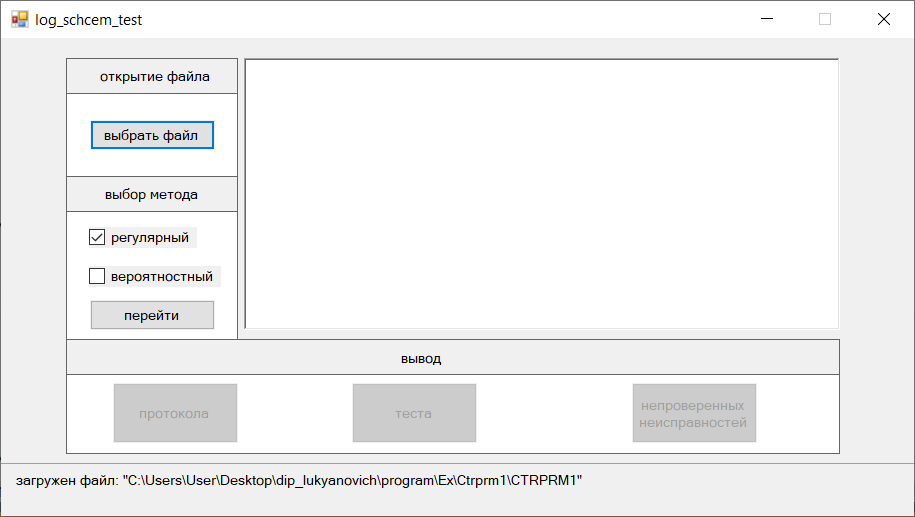 log_schcem_test
открытие файла
выбрать файл
выбор метода
регулярный
вероятностный
перейти
вывод
протокола
теста
непроверенных
неисправностей
загружен файл: "C:\Users\User\Desktop\dip_lukyanovich\program\Ex\Ctrprm1\CTRPRM1"